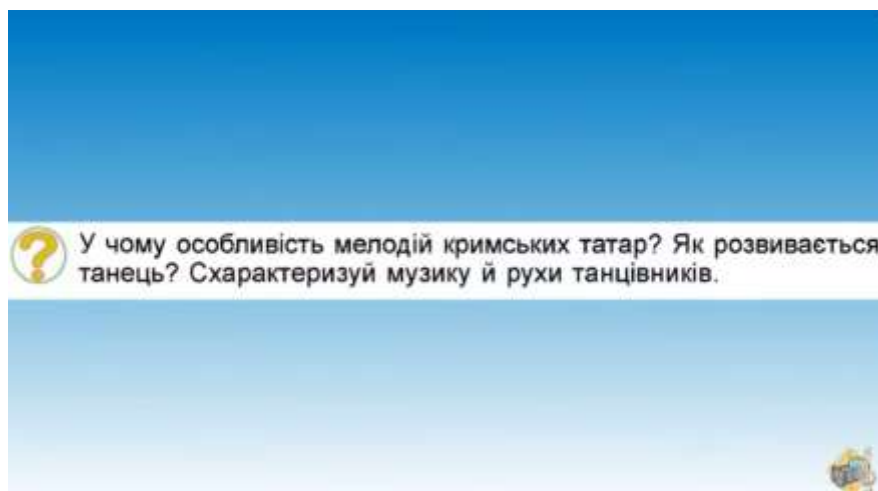 У чому особливість мелодій кримських татар? Як розвивається
танець? Схарактеризуй музику й рухи танцівників.